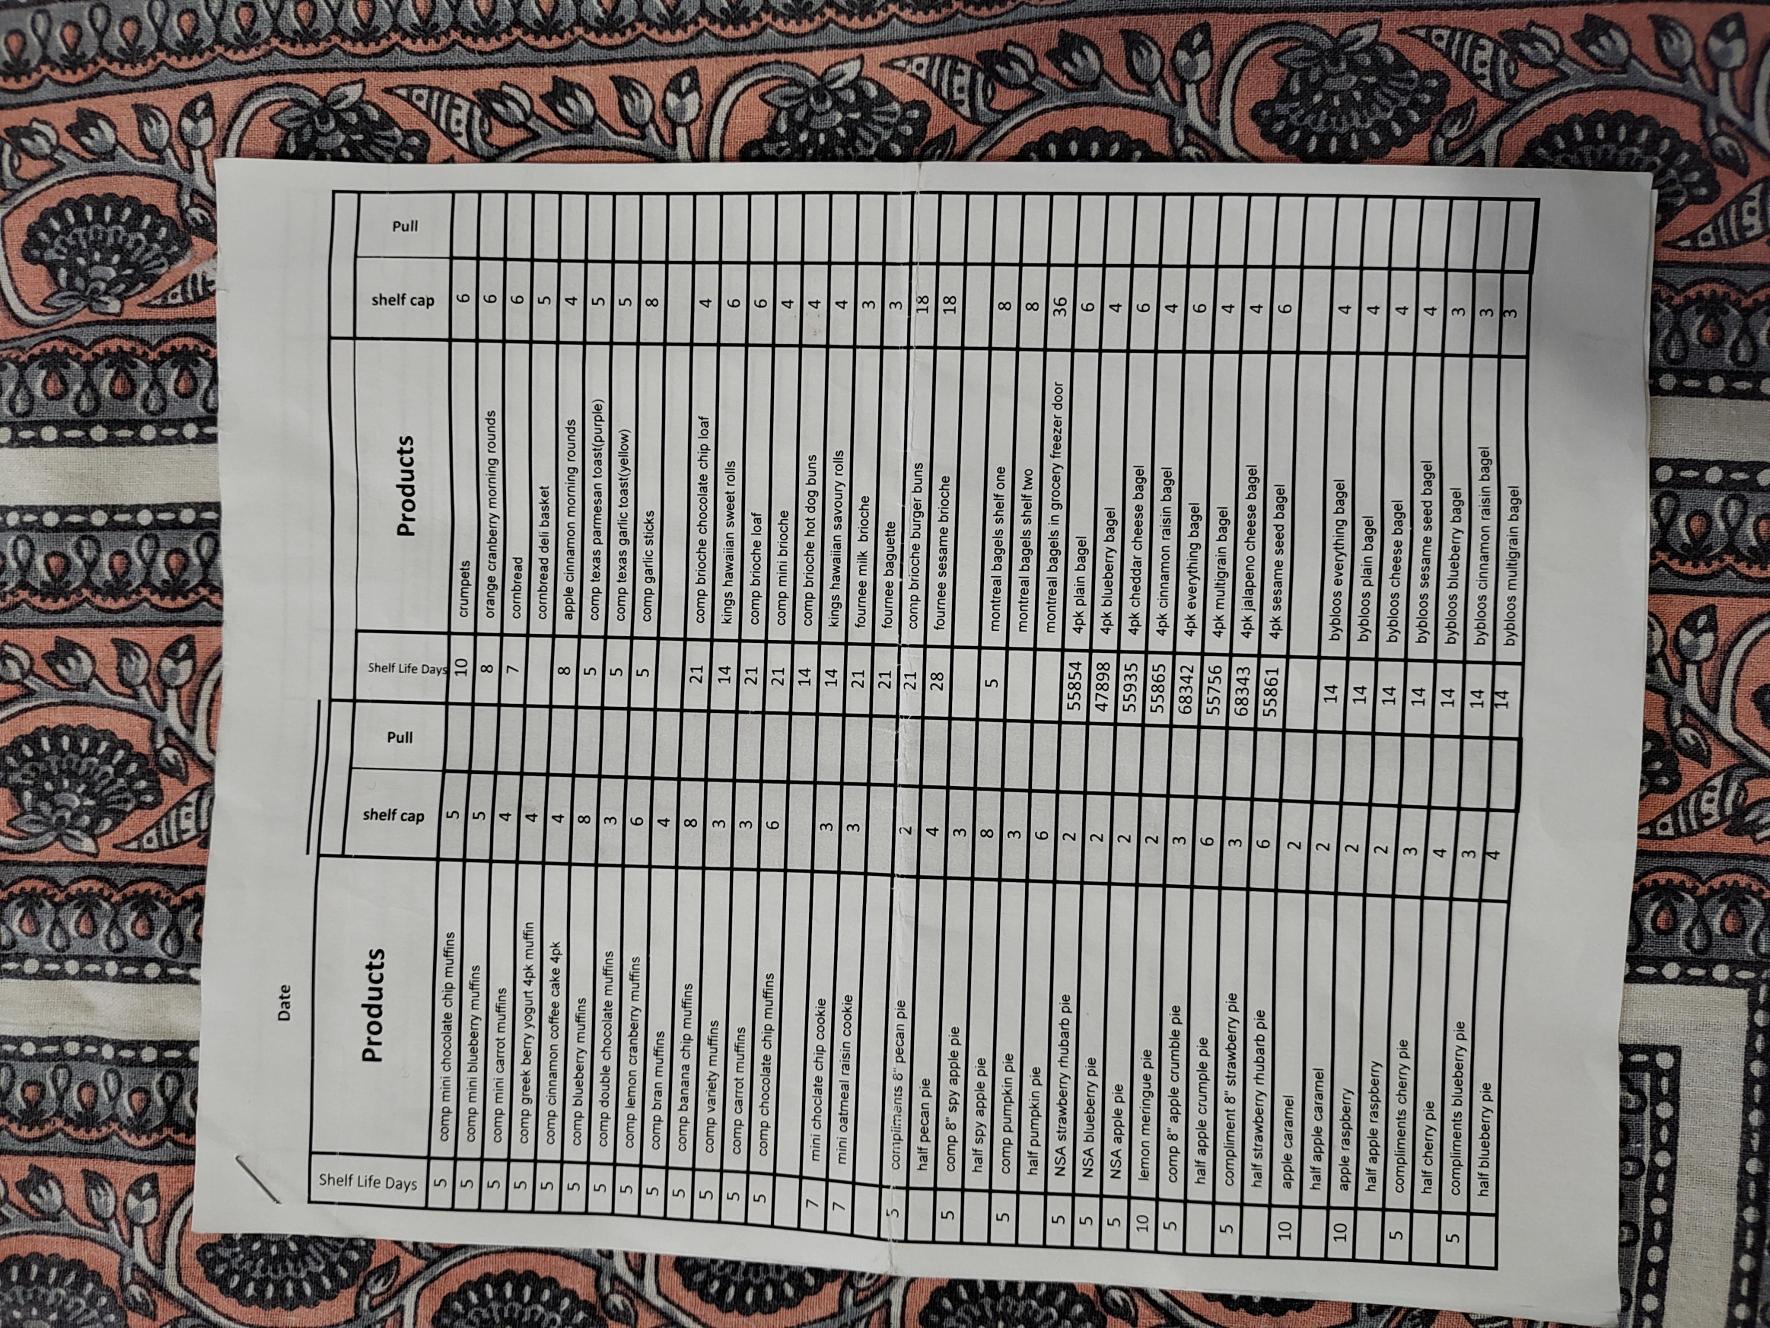 Date
Shelf Life Days Products shelf cap Pull Shelf Life Days Products shelf cap Pull
5 comp mini chocolate chip muffins 5 10 crumpets 6
5 comp mini blueberry muffins 5 8 orange cranberry morning rounds 6
5 comp mini carrot muffins 4 7 cornbread 6
5 comp greek berry yogurt 4pk muffin 4 cornbread deli basket 5
5 comp cinnamon coffee cake 4pk 4 8 apple cinnamon morning rounds 4
5 comp blueberry muffins 8 5 comp texas parmesan toast(purple) 5
5 comp double chocolate muffins 3 5 comp texas garlic toast(yellow) 5
5 comp lemon cranberry muffins 6 5 comp garlic sticks 8
5 comp bran muffins 4
5 comp banana chip muffins 8 21 comp brioche chocolate chip loaf 4
5 comp variety muffins 3 14 kings hawaiian sweet rolls 6
5 comp carrot muffins 3 21 comp brioche loaf 6
5 comp chocolate chip muffins 6 21 comp mini brioche 4
14 comp brioche hot dog buns 4
7 mini choclate chip cookie 3 14 kings hawaiian savoury rolls 4
7 mini oatmeal raisin cookie 3 21 fournee milk brioche 3
21 fournee baguette 3
5 compliments 8" pecan pie 2 21 comp brioche burger buns 18
half pecan pie 4 28 fournee sesame brioche 18
5 comp 8" spy apple pie 3
half spy apple pie 8 5 montreal bagels shelf one 8
5 comp pumpkin pie 3 montreal bagels shelf two 8
half pumpkin pie 6 montreal bagels in grocery freezer door 36
5 NSA strawberry rhubarb pie 2 55854 4pk plain bagel 6
5 NSA blueberry pie 2 47898 4pk blueberry bagel 4
5 NSA apple pie 2 55935 4pk cheddar cheese bagel 6
10 lemon meringue pie 2 55865 4pk cinnamon raisin bagel 4
5 comp 8" apple crumble pie 3 68342 4pk everything bagel 6
half apple crumple pie 6 55756 4pk multigrain bagel 4
5 compliment 8" strawberry pie 3 68343 4pk jalapeno cheese bagel 4
half strawberry rhubarb pie 6 55861 4pk sesame seed bagel 6
10 apple caramel 2
half apple caramel 2 14 bybloos everything bagel 4
10 apple raspberry 2 14 bybloos plain bagel 4
half apple raspberry 2 14 bybloos cheese bagel 4
5 compliments cherry pie 3 14 bybloos sesame seed bagel 4
half cherry pie 4 14 bybloos blueberry bagel 3
5 compliments blueberry pie 3 14 bybloos cinnamon raisin bagel 3
half blueberry pie 4 14 bybloos multigrain bagel 3